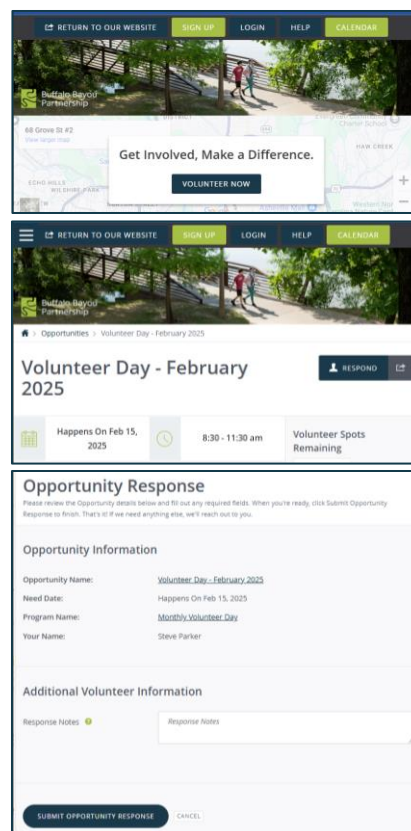 RETURN TO OUR WEBSITE SIGN UP LOGIN HELP CALENDAR
Buffalo Bayou
Partnership
68 Grove St #2
View larger map
HAW CREEK
Get Involved, Make a Difference.
VOLUNTEER NOW
RETURN TO OUR WEBSITE SIGN UP LOGIN HELP CALENDAR
Buffalo Bayou
Partnership
> Opportunities > Volunteer Day - February 2025
Volunteer Day - February
2025
RESPOND
Happens On Feb 15,
2025
8:30 - 11:30 am
Volunteer Spots
Remaining
Opportunity Response
Please review the Opportunity details below and fill out any required fields. When you're ready, click Submit Opportunity
Response to finish. That's it! If we need anything else, we'll reach out to you.
Opportunity Information
Opportunity Name: Volunteer Day - February 2025
Need Date: Happens On Feb 15, 2025
Program Name: Monthly Volunteer Day
Your Name: Steve Parker
Additional Volunteer Information
Response Notes Response Notes
SUBMIT OPPORTUNITY RESPONSE CANCEL